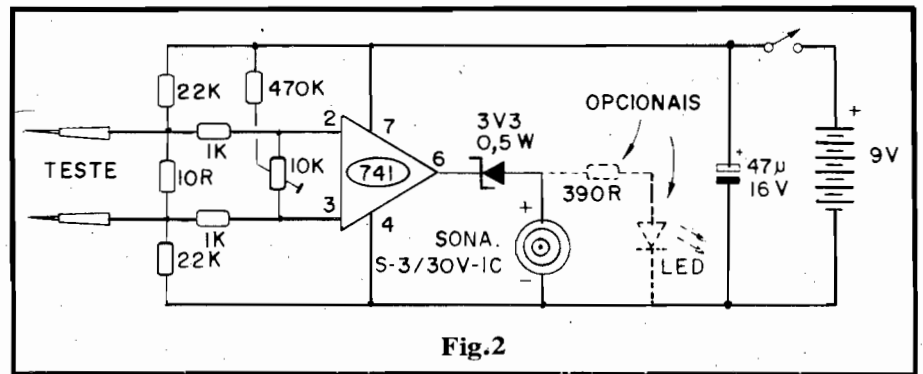 22K
470K
OPCIONAIS
3V3
0,5 W
2
7
1K
TESTE
10R
10K
741
6
390R
+
47µ
16 V
+
9V
3
4
1K
22K
+
SONA.
S-3/30V-1C
−
LED
Fig.2